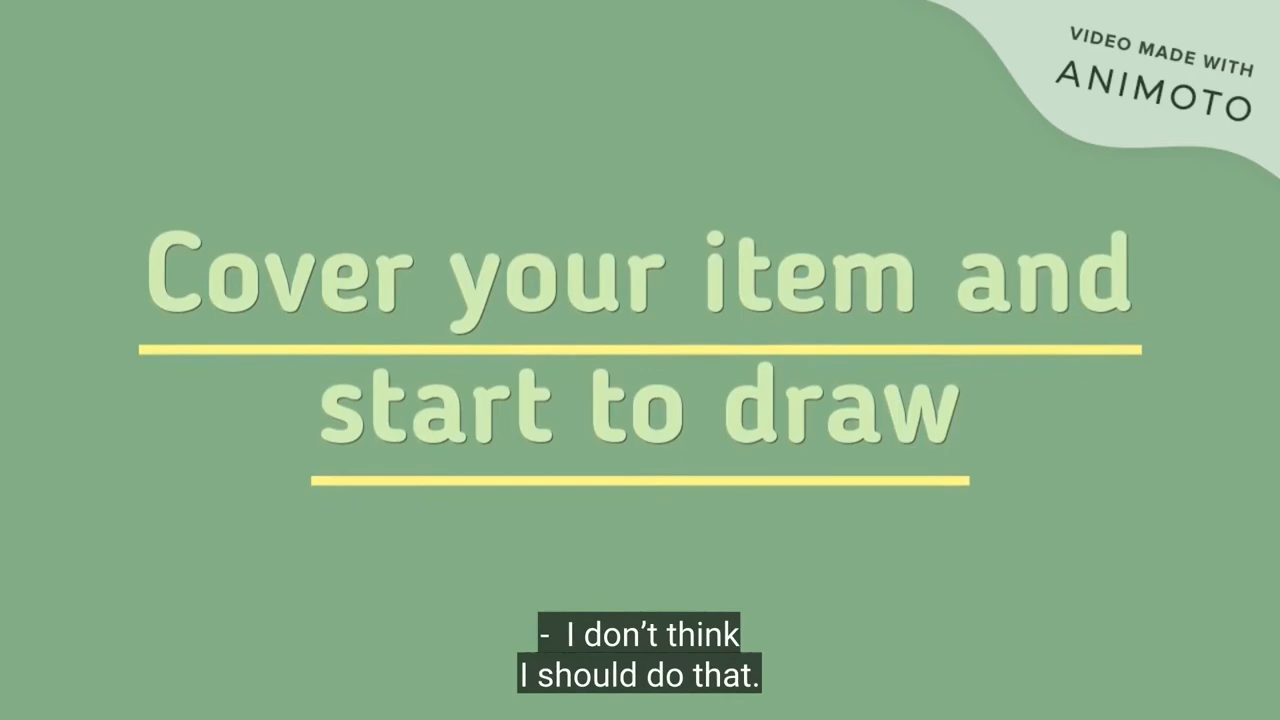 VIDEO MADE WITH
ANIMOTO
Cover your item and
start to draw
- I don’t think
I should do that.